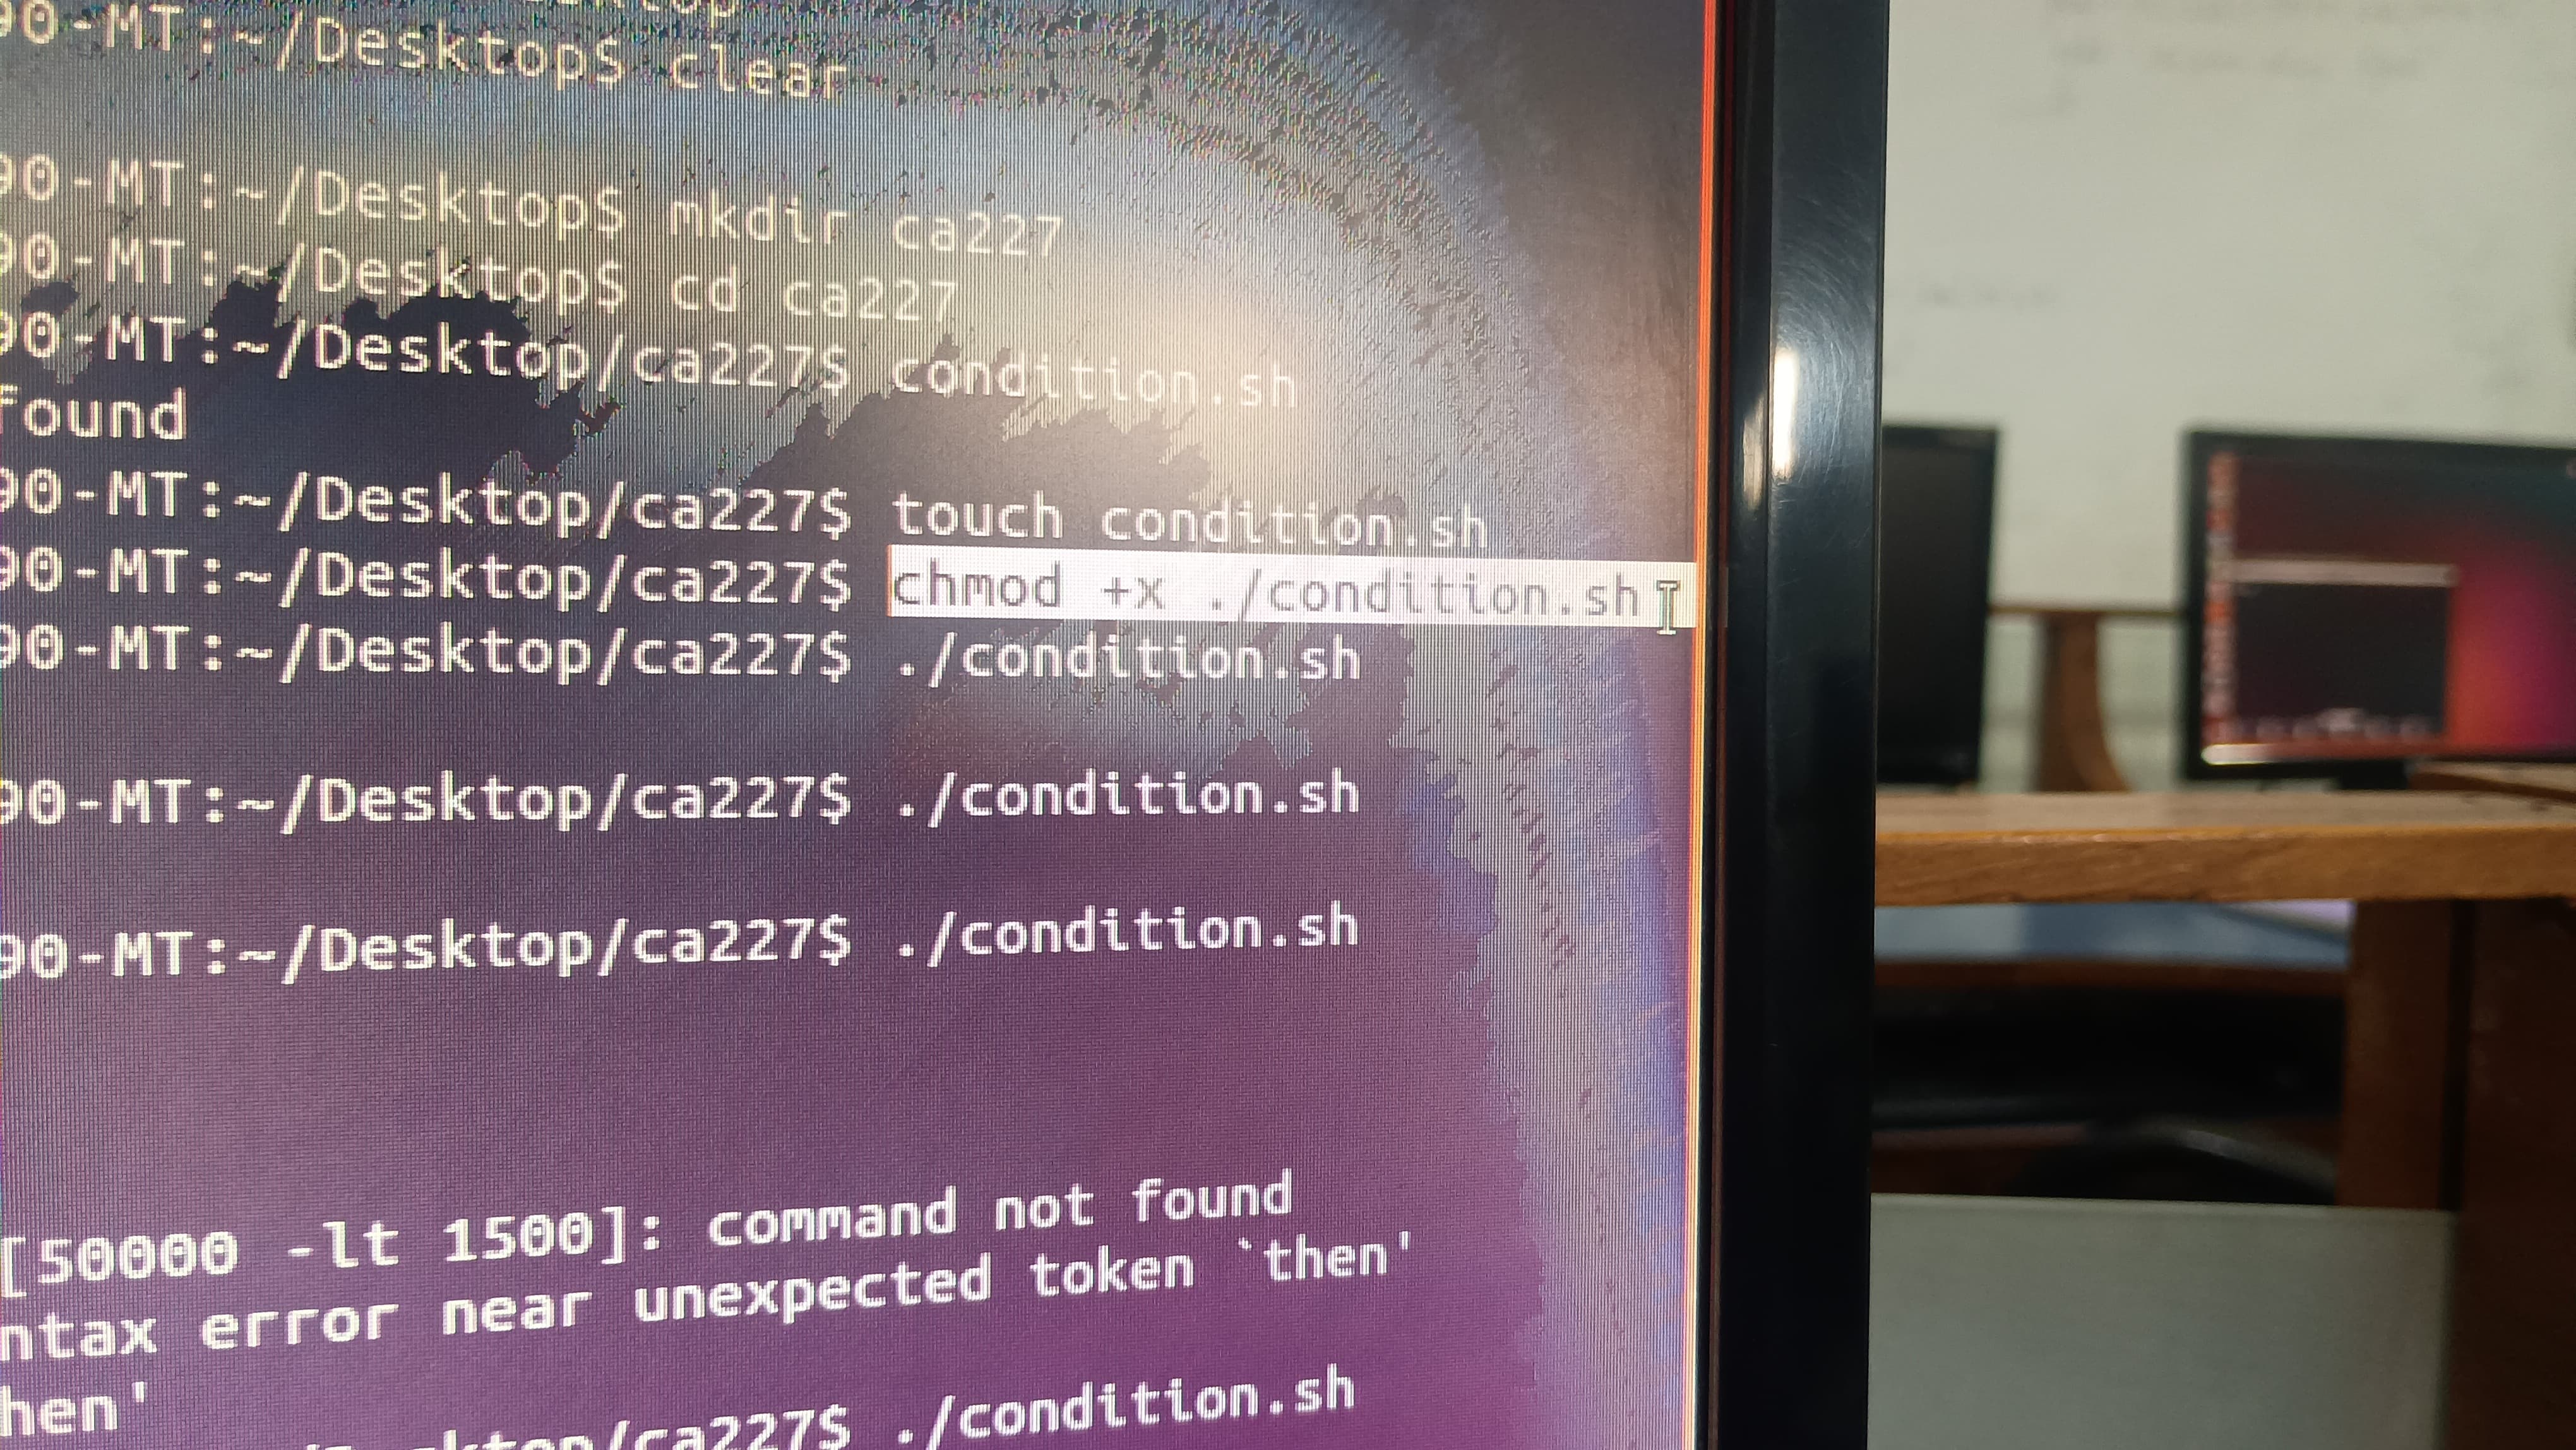 90-MT:~/Desktop$ clear
90-MT:~/Desktop$ mkdir ca227
90-MT:~/Desktop$ cd ca227
90-MT:~/Desktop/ca227$ condition.sh
found
90-MT:~/Desktop/ca227$ touch condition.sh
90-MT:~/Desktop/ca227$ chmod +x ./condition.sh
90-MT:~/Desktop/ca227$ ./condition.sh
90-MT:~/Desktop/ca227$ ./condition.sh
90-MT:~/Desktop/ca227$ ./condition.sh
[50000 -lt 1500]: command not found
ntax error near unexpected token `then'
hen'
/Desktop/ca227$ ./condition.sh